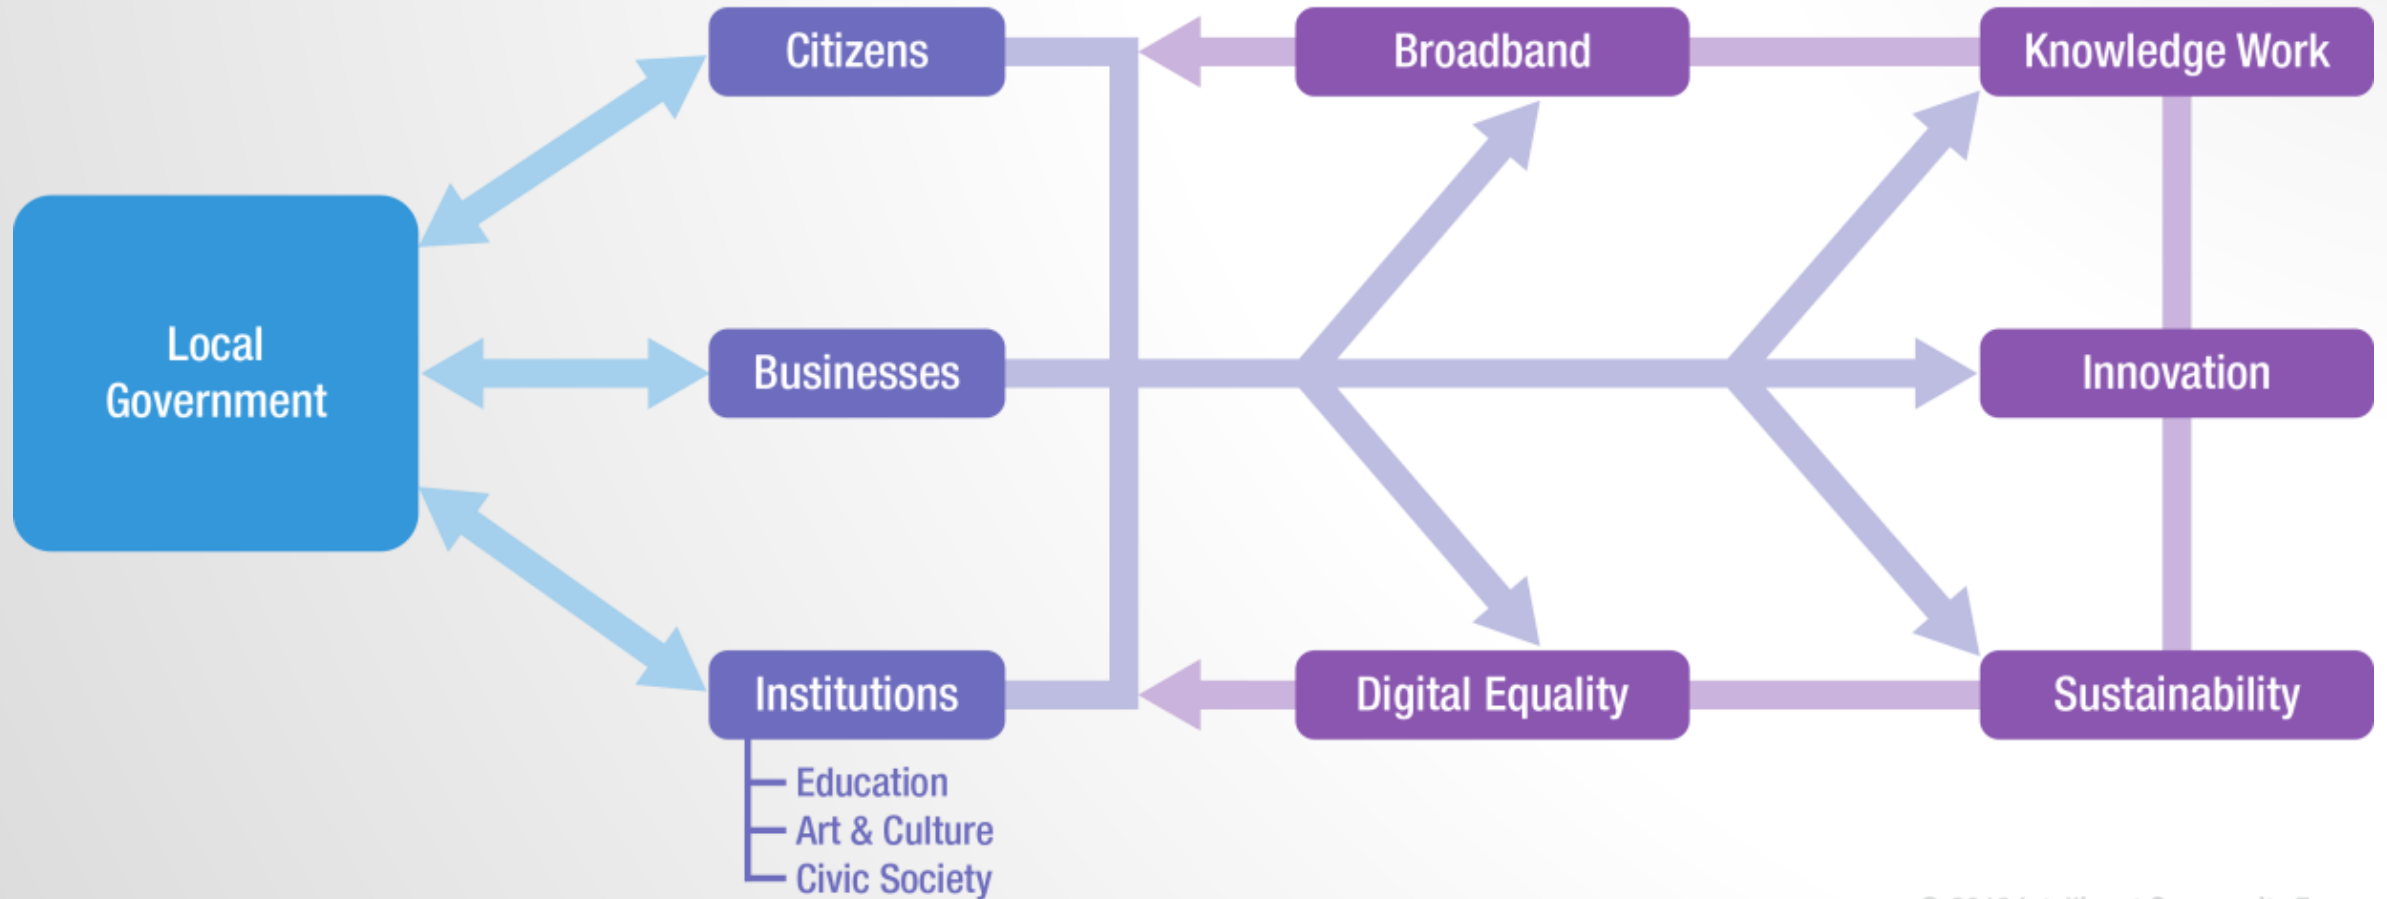 Citizens
Broadband
Knowledge Work
Local
Government
Businesses
Innovation
Institutions
Digital Equality
Sustainability
Education
Art & Culture
Civic Society